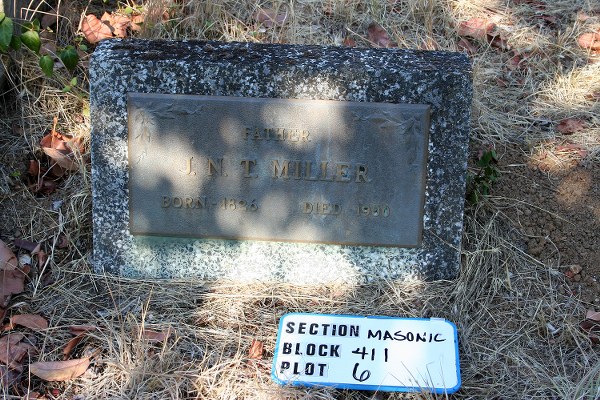 FATHER
J. N. T. MILLER
BORN - DIED -
SECTION MASONIC
BLOCK 411
PLOT 6